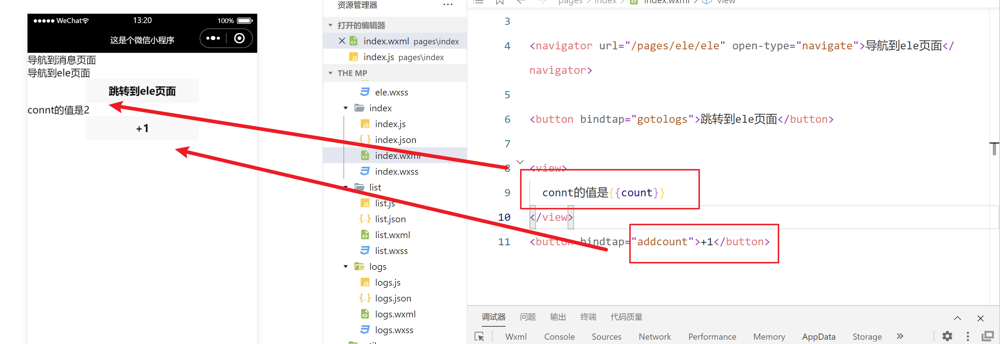 WeChat 13:20 100%
这是个微信小程序
导航到消息页面
导航到ele页面
跳转到ele页面
connt的值是2
+1
资源管理器 ···
打开的编辑器
index.wxml pages\index
JS index.js pages\index
THE MP
ele.wxss
index
JS index.js
{..} index.json
index.wxml
index.wxss
list
JS list.js
{..} list.json
list.wxml
list.wxss
logs
JS logs.js
{..} logs.json
logs.wxml
logs.wxss
pages > index > index.wxml > view
3
4 <navigator url="/pages/ele/ele" open-type="navigate">导航到ele页面</
navigator>
5
6 <button bindtap="gotologs">跳转到ele页面</button>
7
8 <view>
9 connt的值是{{count}}
10 </view>
11 <button bindtap="addcount">+1</button>
调试器 问题 输出 终端 代码质量
Wxml Console Sources Network Performance Memory AppData Storage »